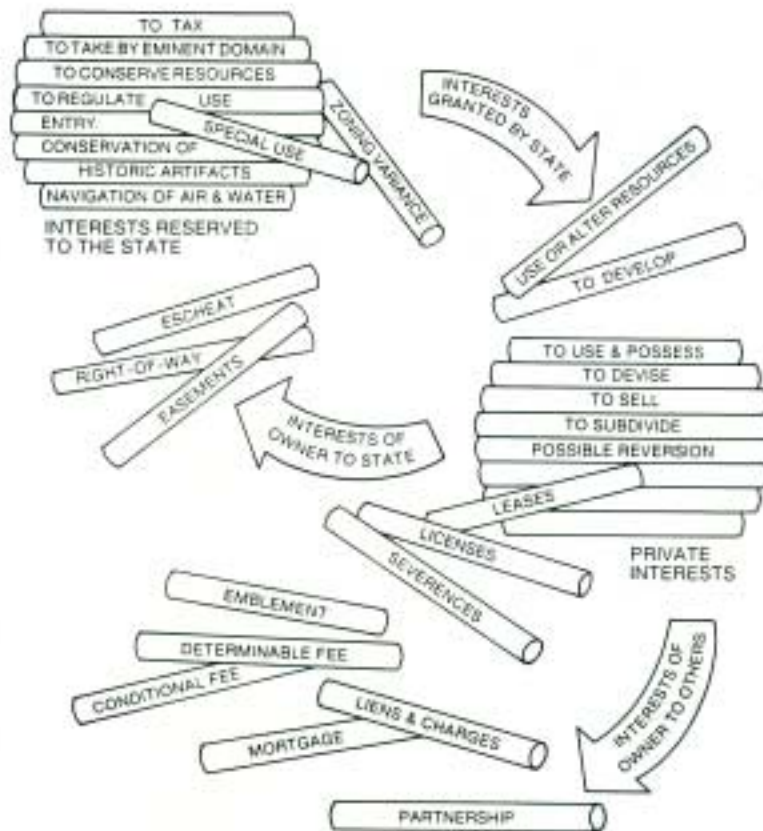 TO TAX
TO TAKE BY EMINENT DOMAIN
TO CONSERVE RESOURCES
TO REGULATE USE
ENTRY.
CONSERVATION OF
HISTORIC ARTIFACTS
NAVIGATION OF AIR & WATER
SPECIAL USE
ZONING VARIANCE
INTERESTS RESERVED
TO THE STATE
INTERESTS
GRANTED BY STATE
USE OR ALTER RESOURCES
TO DEVELOP
ESCHEAT
RIGHT-OF-WAY
EASEMENTS
INTERESTS OF
OWNER TO STATE
TO USE & POSSESS
TO DEVISE
TO SELL
TO SUBDIVIDE
POSSIBLE REVERSION
LEASES
LICENSES
SEVERENCES
PRIVATE
INTERESTS
EMBLEMENT
DETERMINABLE FEE
CONDITIONAL FEE
LIENS & CHARGES
MORTGAGE
INTERESTS OF
OWNER TO OTHERS
PARTNERSHIP